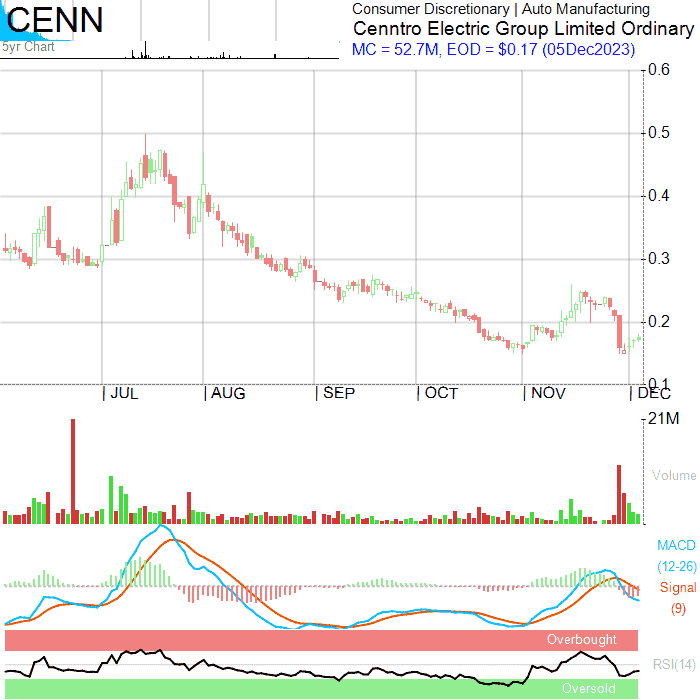 CENN
5yr Chart
Consumer Discretionary | Auto Manufacturing
Cenntro Electric Group Limited Ordinary
MC = 52.7M, EOD = $0.17 (05Dec2023)
0.6
0.5
0.4
0.3
0.2
0.1
| JUL | AUG | SEP | OCT | NOV | DEC
21M
Volume
MACD
(12-26)
Signal
(9)
Overbought
RSI(14)
Oversold